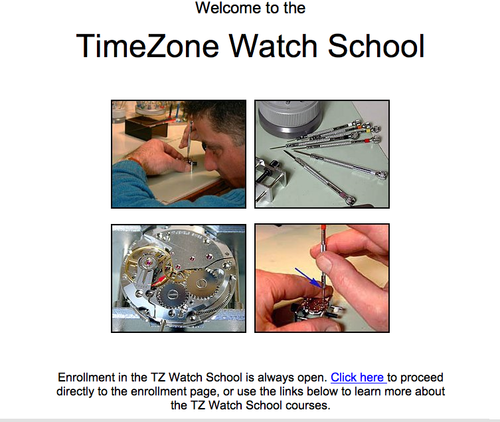 Welcome to the
TimeZone Watch School
Enrollment in the TZ Watch School is always open. Click here to proceed
directly to the enrollment page, or use the links below to learn more about
the TZ Watch School courses.